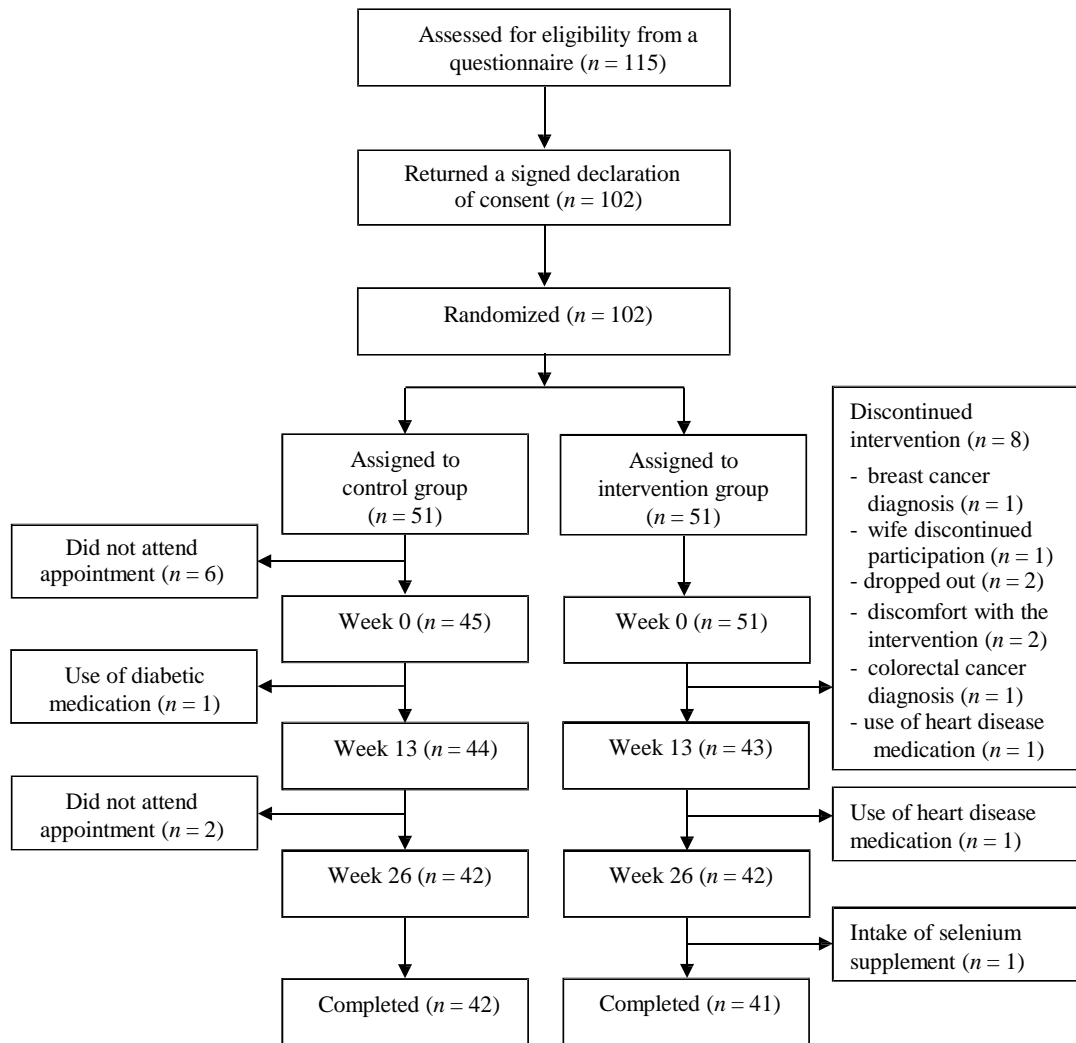 Assessed for eligibility from a
questionnaire (n = 115)
Returned a signed declaration
of consent (n = 102)
Randomized (n = 102)
Assigned to
control group
(n = 51)
Assigned to
intervention group
(n = 51)
Discontinued
intervention (n = 8)
- breast cancer
diagnosis (n = 1)
- wife discontinued
participation (n = 1)
- dropped out (n = 2)
- discomfort with the
intervention (n = 2)
- colorectal cancer
diagnosis (n = 1)
- use of heart disease
medication (n = 1)
Did not attend
appointment (n = 6)
Week 0 (n = 45)
Week 0 (n = 51)
Use of diabetic
medication (n = 1)
Week 13 (n = 44)
Week 13 (n = 43)
Did not attend
appointment (n = 2)
Use of heart disease
medication (n = 1)
Week 26 (n = 42)
Week 26 (n = 42)
Intake of selenium
supplement (n = 1)
Completed (n = 42)
Completed (n = 41)